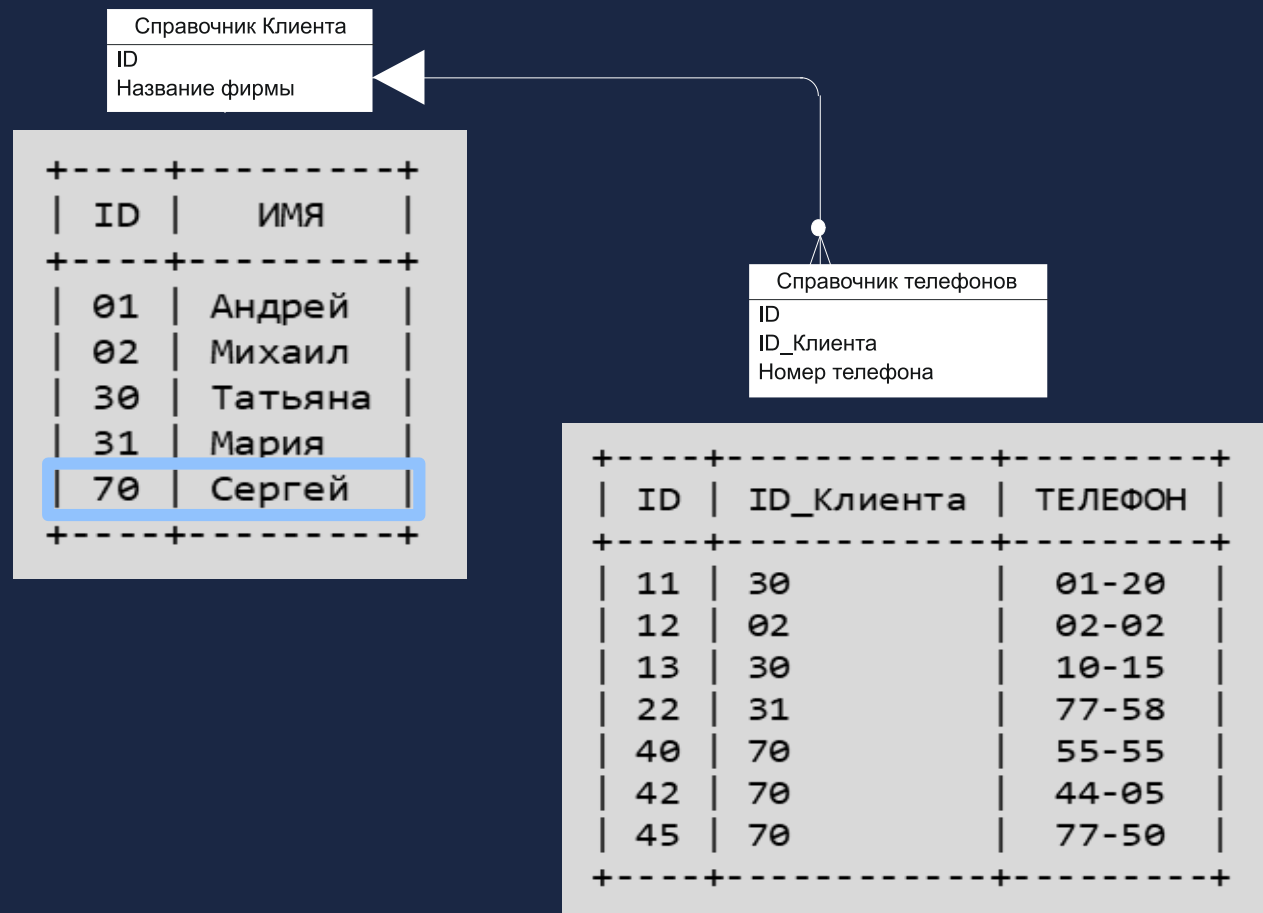 Справочник Клиента
ID
Название фирмы
+----+---------+
| ID | ИМЯ |
+----+---------+
| 01 | Андрей |
| 02 | Михаил |
| 30 | Татьяна |
| 31 | Мария |
| 70 | Сергей |
+----+---------+
Справочник телефонов
ID
ID_Клиента
Номер телефона
+----+------------+---------+
| ID | ID_Клиента | ТЕЛЕФОН |
+----+------------+---------+
| 11 | 30 | 01-20 |
| 12 | 02 | 02-02 |
| 13 | 30 | 10-15 |
| 22 | 31 | 77-58 |
| 40 | 70 | 55-55 |
| 42 | 70 | 44-05 |
| 45 | 70 | 77-50 |
+----+------------+---------+